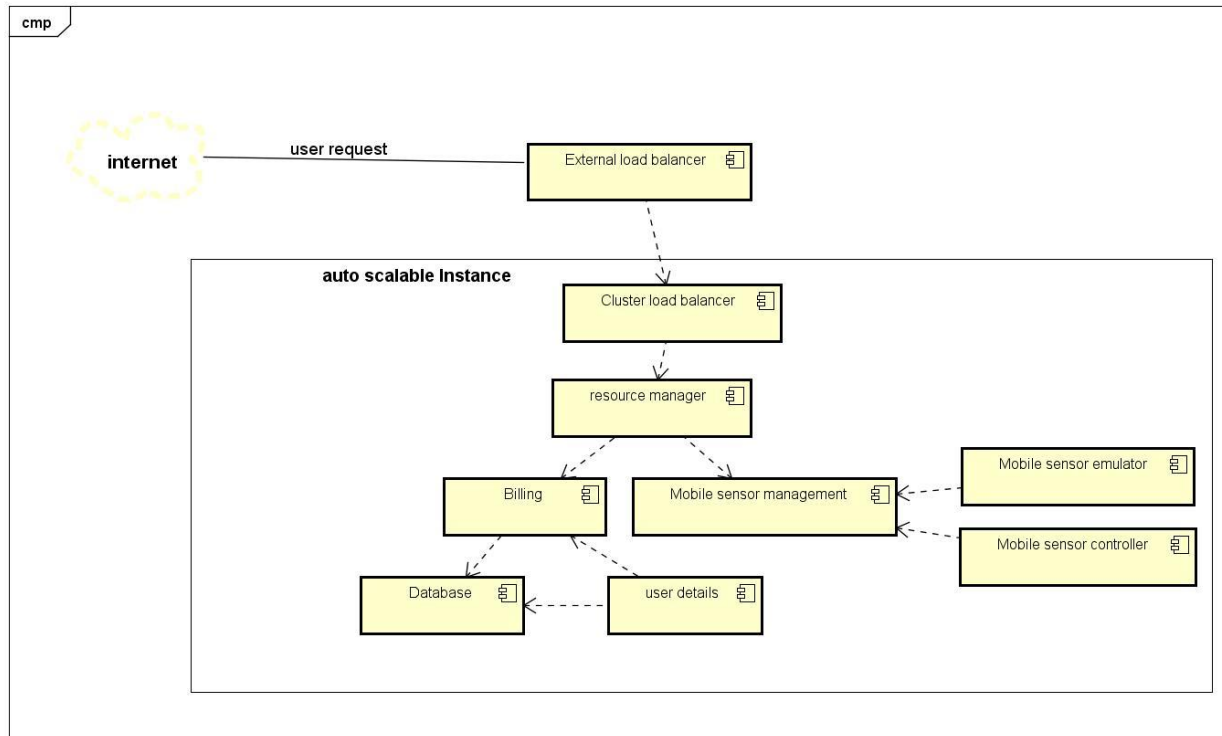 cmp
internet
user request
External load balancer
auto scalable Instance
Cluster load balancer
resource manager
Billing
Mobile sensor management
Mobile sensor emulator
Mobile sensor controller
Database
user details